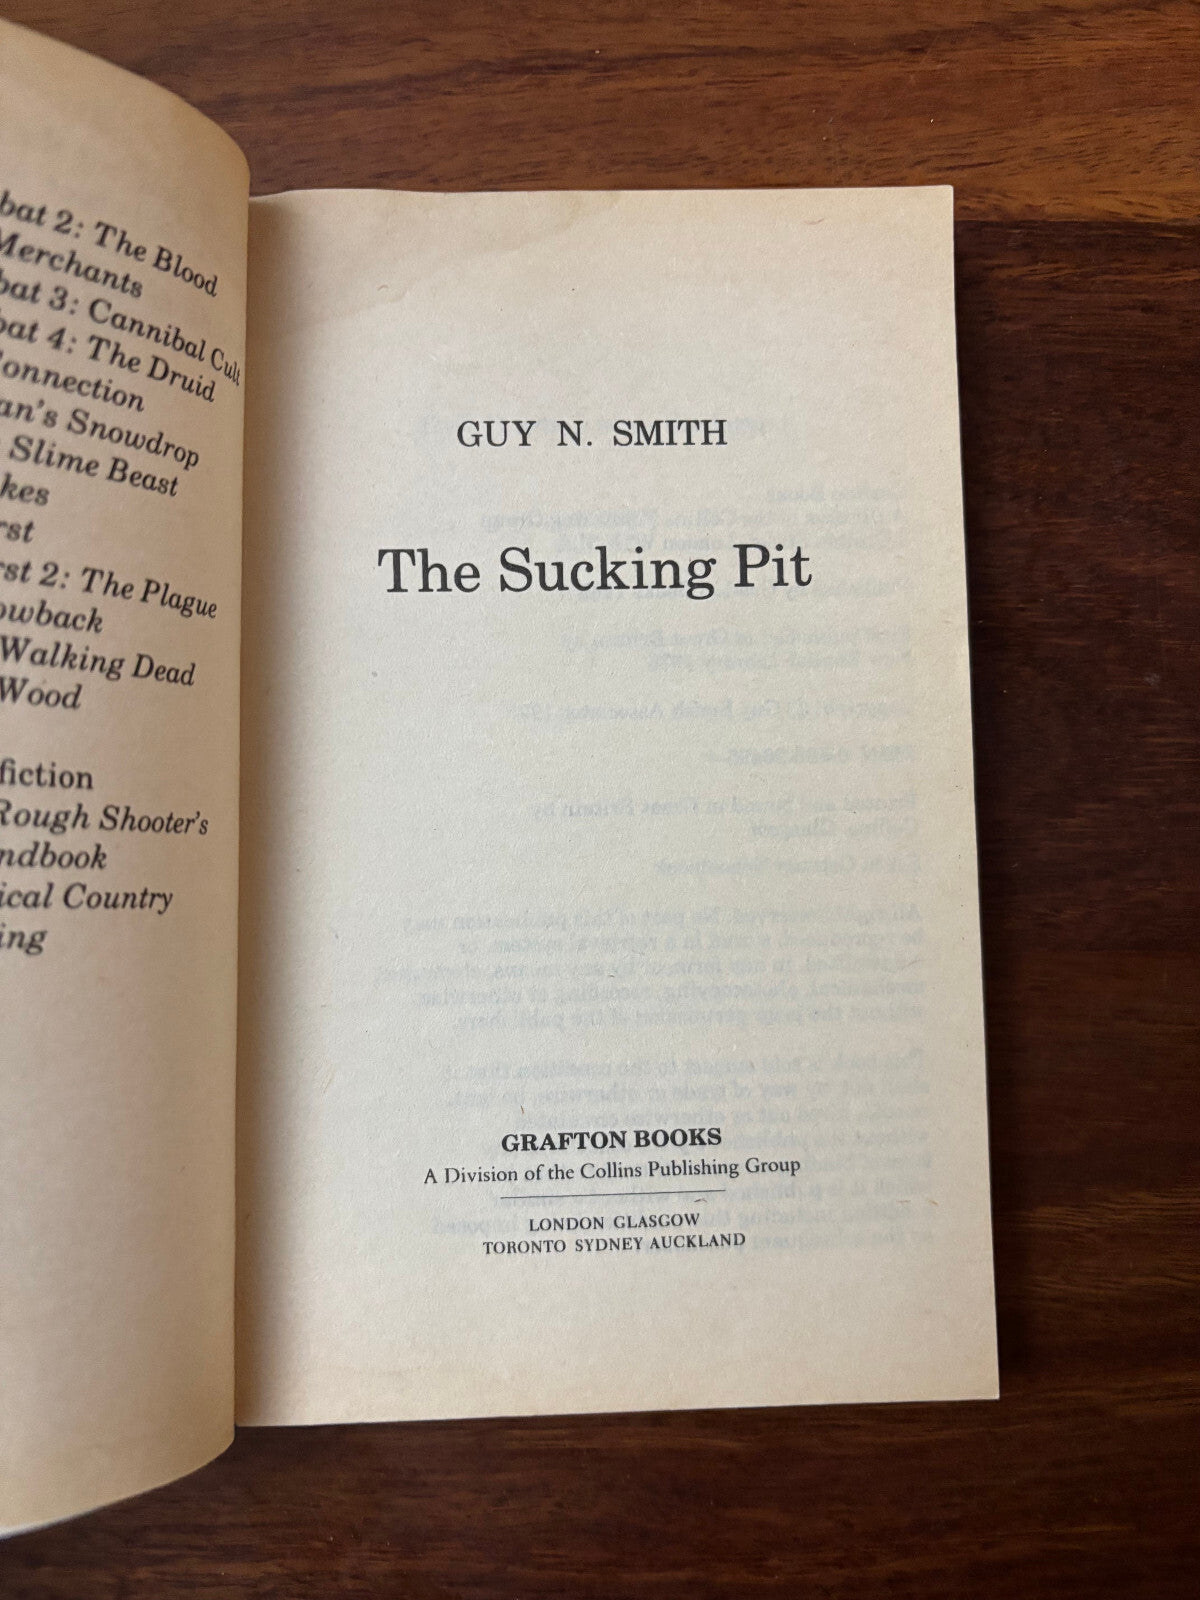 bat 2: The Blood
Merchants
bat 3: Cannibal Cult
bat 4: The Druid
Connection
an's Snowdrop
Slime Beast
kes
rst
rst 2: The Plague
owback
Walking Dead
Wood
fiction
Rough Shooter's
ndbook
ical Country
ing
GUY N. SMITH
The Sucking Pit
GRAFTON BOOKS
A Division of the Collins Publishing Group
LONDON GLASGOW
TORONTO SYDNEY AUCKLAND